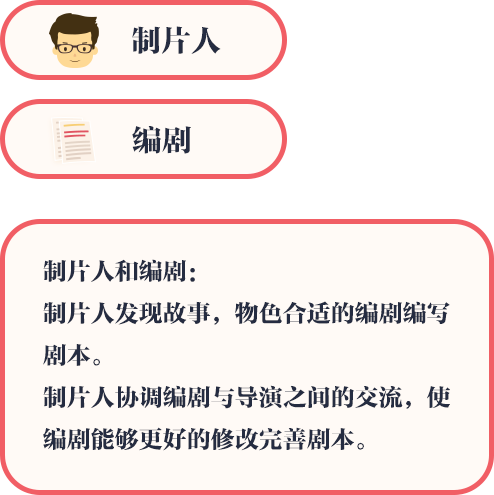 制片人
编剧
制片人和编剧：
制片人发现故事，物色合适的编剧编写
剧本。
制片人协调编剧与导演之间的交流，使
编剧能够更好的修改完善剧本。